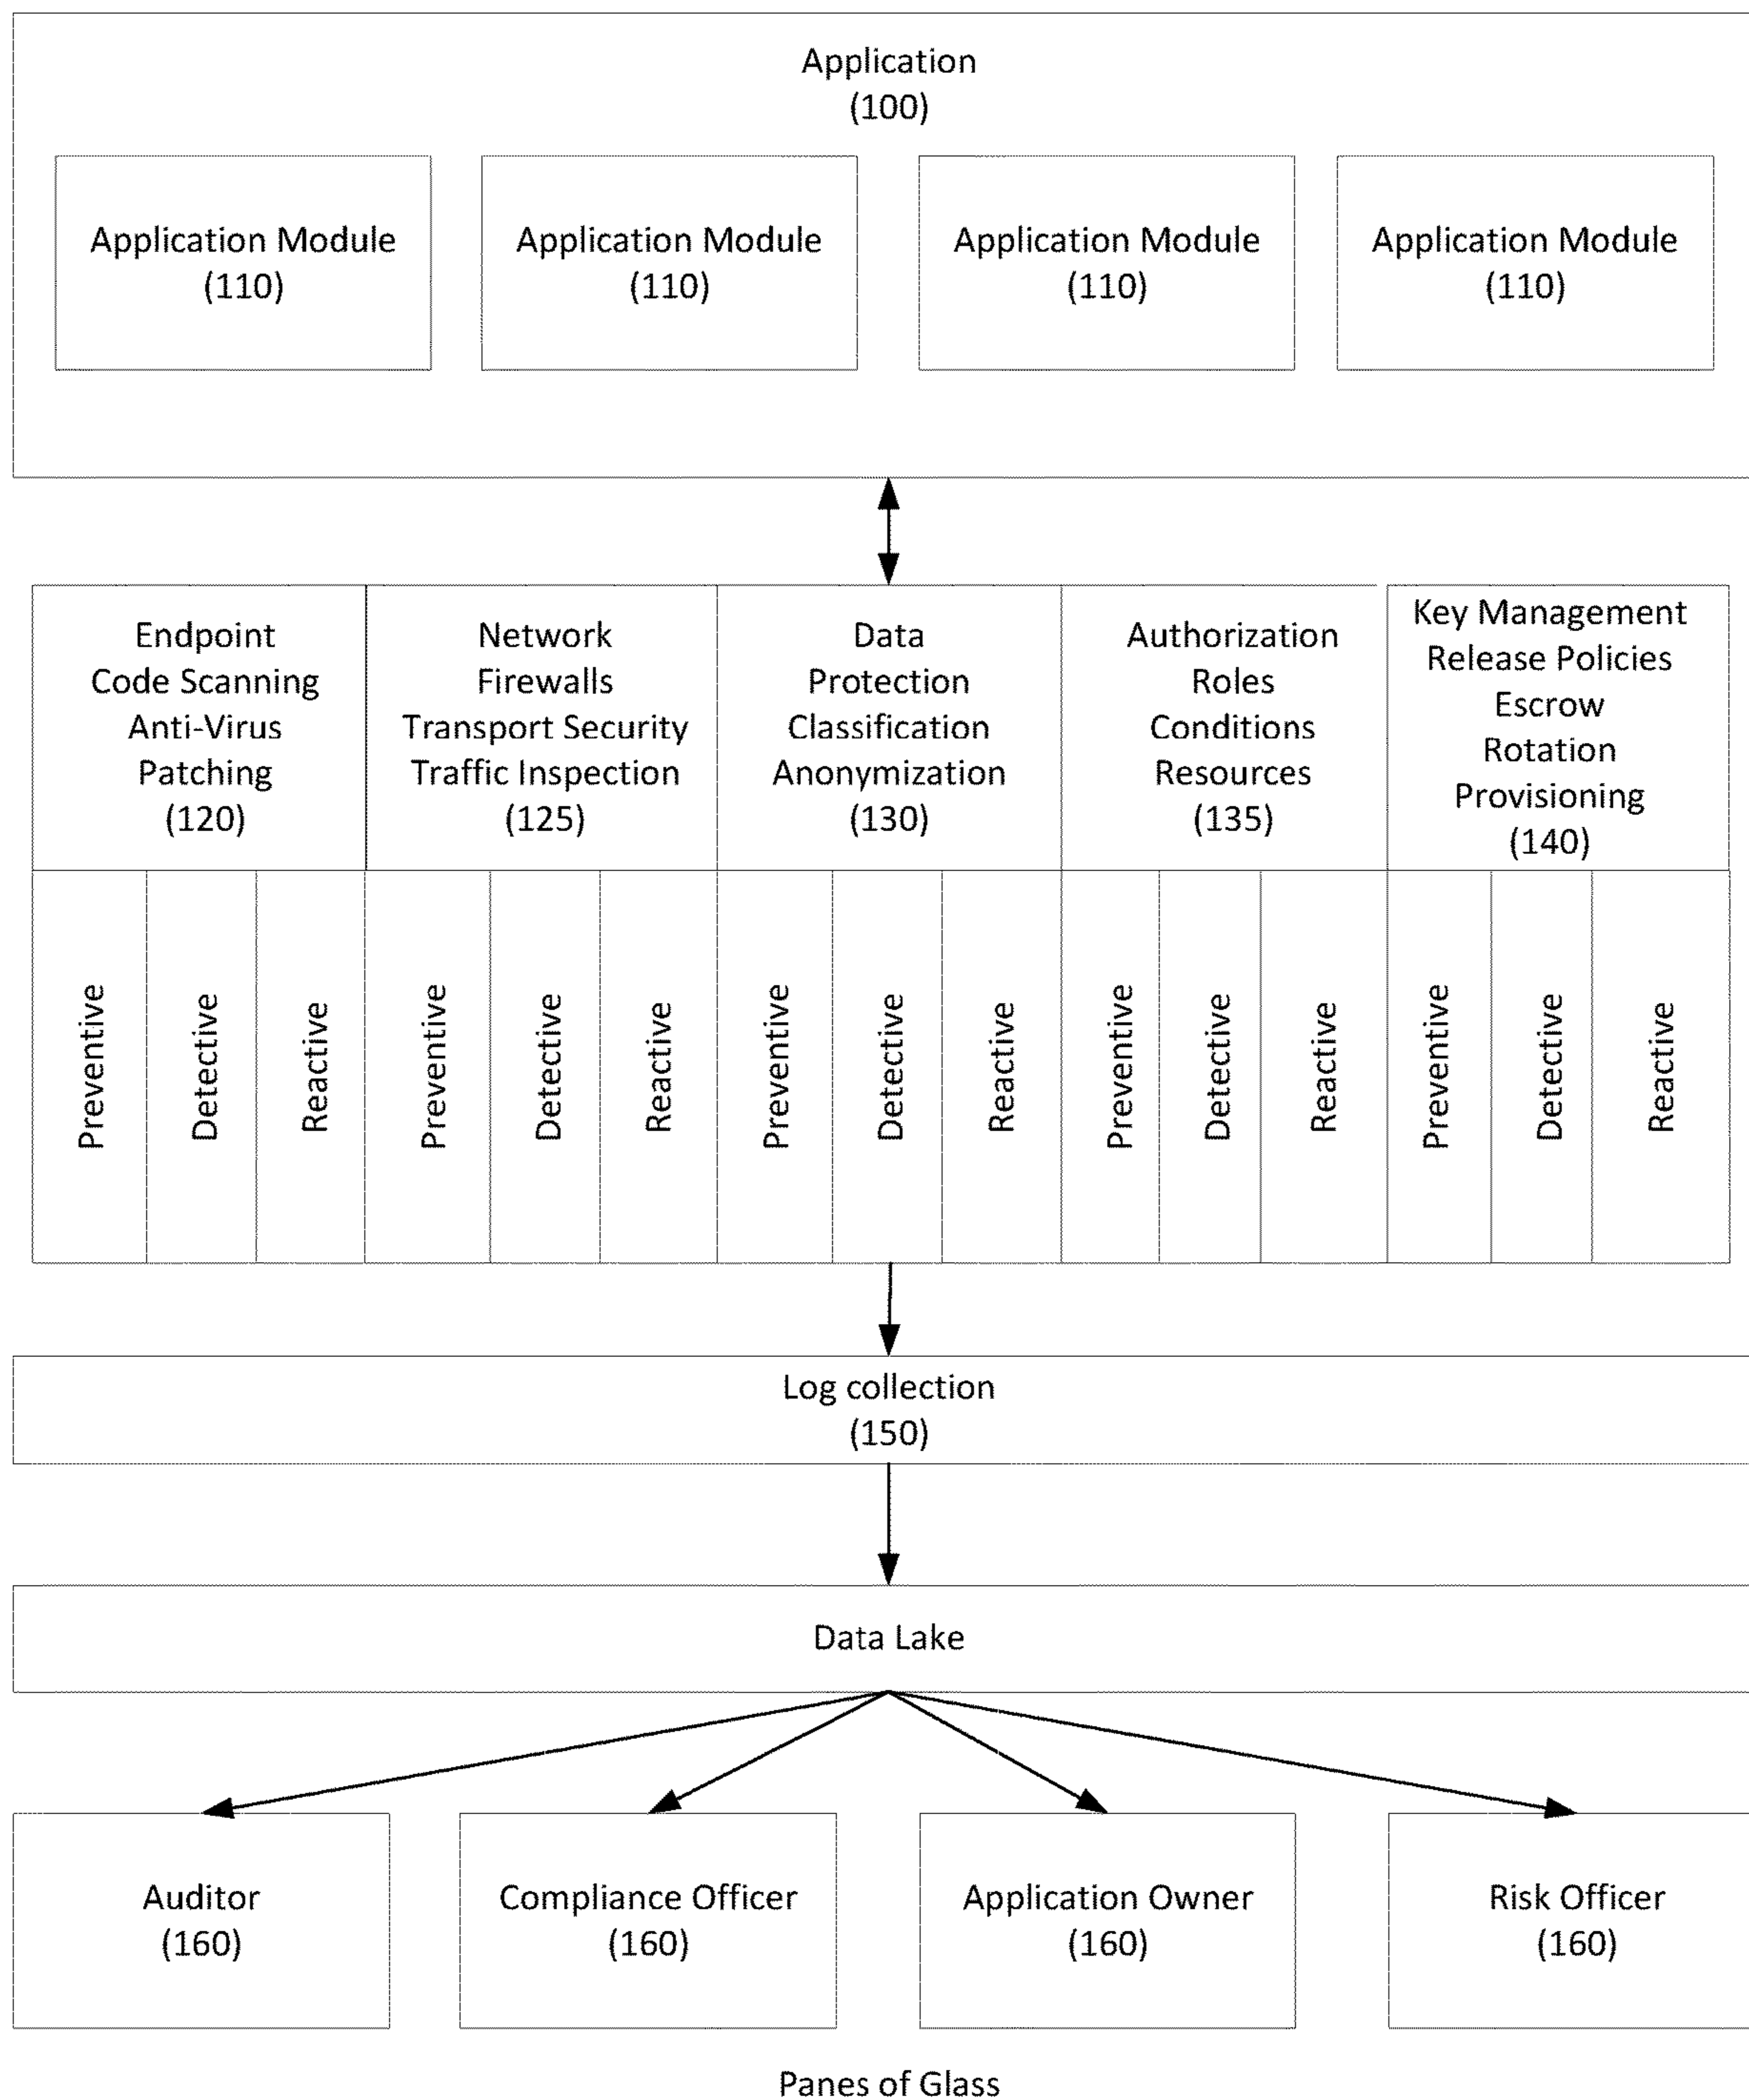 Application
(100)
Application Module
(110)
Application Module
(110)
Application Module
(110)
Application Module
(110)
Endpoint
Code Scanning
Anti-Virus
Patching
(120)
Network
Firewalls
Transport Security
Traffic Inspection
(125)
Data
Protection
Classification
Anonymization
(130)
Authorization
Roles
Conditions
Resources
(135)
Key Management
Release Policies
Escrow
Rotation
Provisioning
(140)
Preventive
Detective
Reactive
Preventive
Detective
Reactive
Preventive
Detective
Reactive
Preventive
Detective
Reactive
Preventive
Detective
Reactive
Log collection
(150)
Data Lake
Auditor
(160)
Compliance Officer
(160)
Application Owner
(160)
Risk Officer
(160)
Panes of Glass